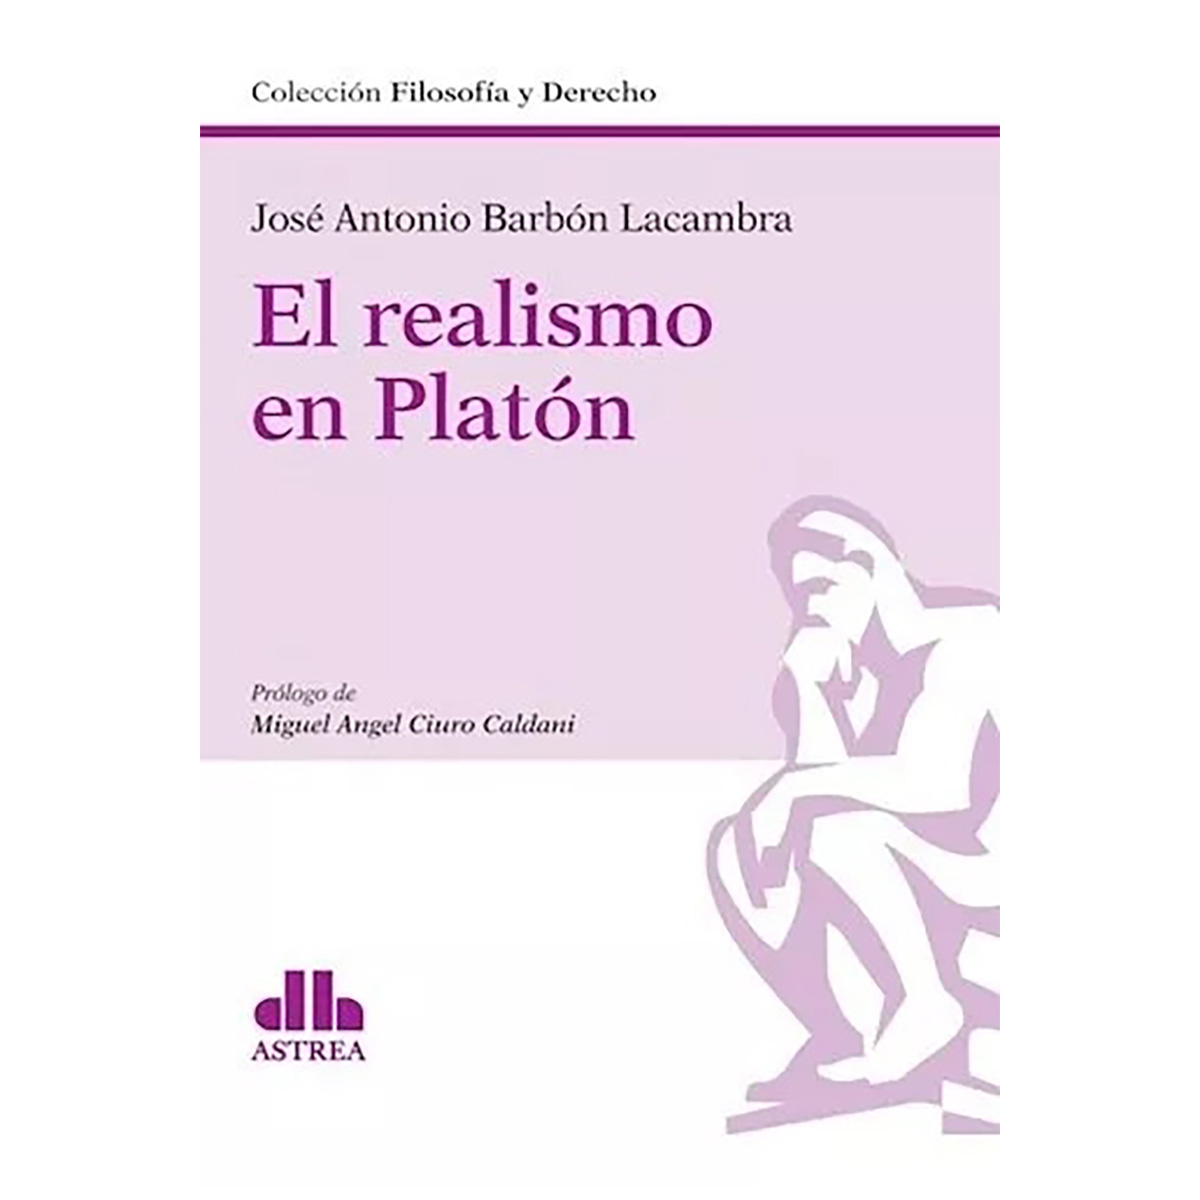 Colección Filosofía y Derecho
José Antonio Barbón Lacambra
El realismo
en Platón
Prólogo de
Miguel Angel Ciuro Caldani
ASTREA